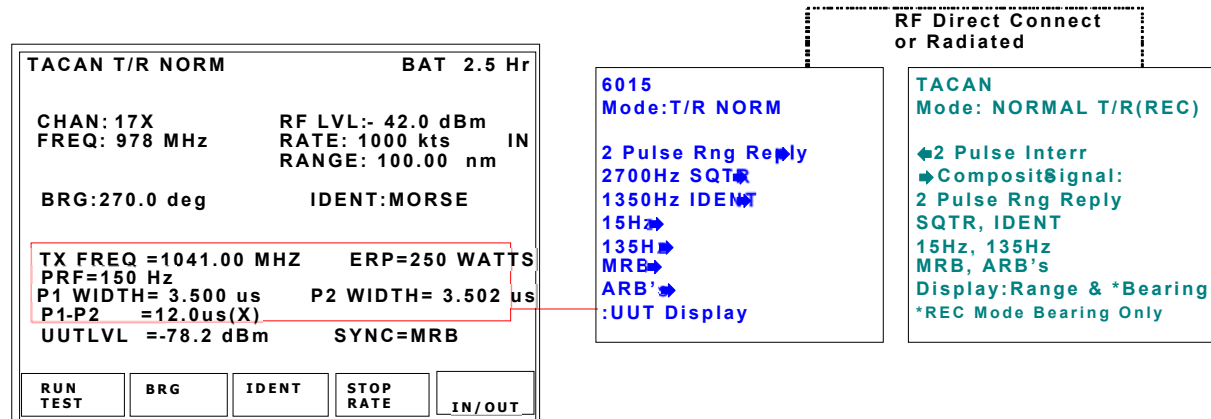 RF Direct Connect
or Radiated
TACAN T/R NORM BAT 2.5 Hr
CHAN: 17X RF LVL:- 42.0 dBm
FREQ: 978 MHz RATE: 1000 kts IN
RANGE: 100.00 nm
BRG:270.0 deg IDENT:MORSE
TX FREQ =1041.00 MHZ ERP=250 WATTS
PRF=150 Hz
P1 WIDTH= 3.500 us P2 WIDTH= 3.502 us
P1-P2 =12.0us(X)
UUTLVL =-78.2 dBm SYNC=MRB
RUN TEST
BRG
IDENT
STOP RATE
IN/OUT
6015
Mode:T/R NORM
2 Pulse Rng Reply
2700Hz SQTR
1350Hz IDENT
15Hz
135Hz
MRB
ARB's
:UUT Display
TACAN
Mode: NORMAL T/R(REC)
2 Pulse Interr
Composite Signal:
2 Pulse Rng Reply
SQTR, IDENT
15Hz, 135Hz
MRB, ARB's
Display:Range & *Bearing
*REC Mode Bearing Only